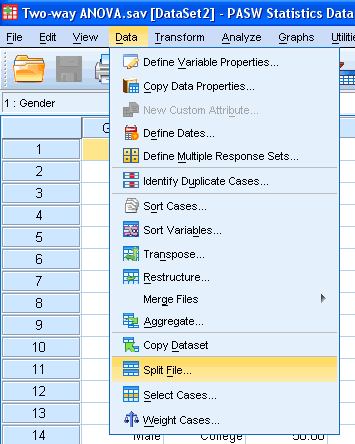 Two-way ANOVA.sav [DataSet2] - PASW Statistics Data
File Edit View Data Transform Analyze Graphs Utilitie
1 : Gender
G
Define Variable Properties...
Copy Data Properties...
New Custom Attribute...
Define Dates...
Define Multiple Response Sets...
Identify Duplicate Cases...
Sort Cases...
Sort Variables...
Transpose...
Restructure...
Merge Files
Aggregate...
Copy Dataset
Split File...
Select Cases...
Weight Cases...
1
2
3
4
5
6
7
8
9
10
11
12
13
14 Male College 50.00